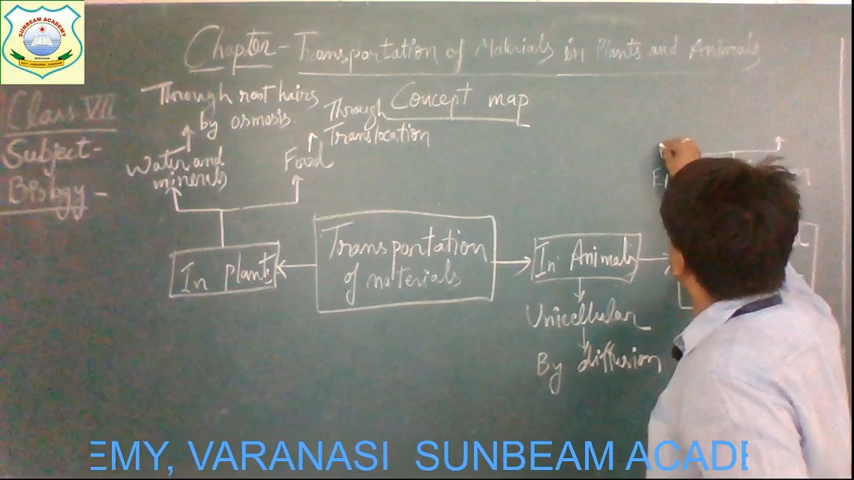 SUNBEAM ACADEMY
Chapter - Transportation of Materials in Plants and Animals
Class VII
Subject-
Biology -
Concept map
Through root hairs
by osmosis
Through
Translocation
Water and
minerals
Food
In Plants
Transportation
of materials
In Animals
Unicellular
By diffusion
EMY, VARANASI SUNBEAM ACADE